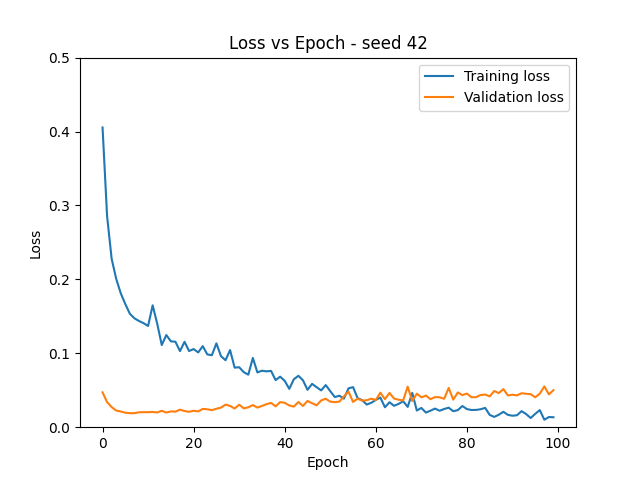 Loss vs Epoch - seed 42
Training loss
Validation loss
0.5
0.4
0.3
0.2
0.1
0.0
Loss
0 20 40 60 80 100
Epoch